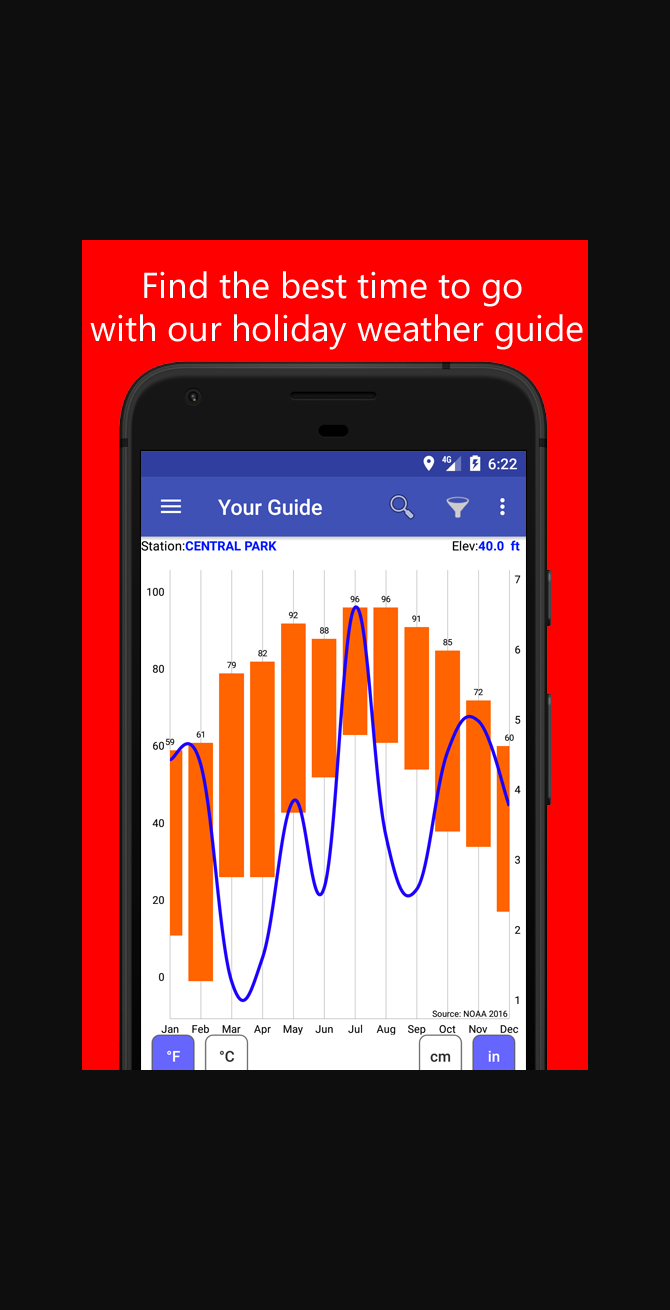 Find the best time to go
with our holiday weather guide
4G 6:22
Your Guide
Station:CENTRAL PARK Elev:40.0 ft
100 80 60 40 20 0
59 61 79 82 92 88 96 96 91 85 72 60
7 6 5 4 3 2 1
Source: NOAA 2016
Jan Feb Mar Apr May Jun Jul Aug Sep Oct Nov Dec
°F °C cm in